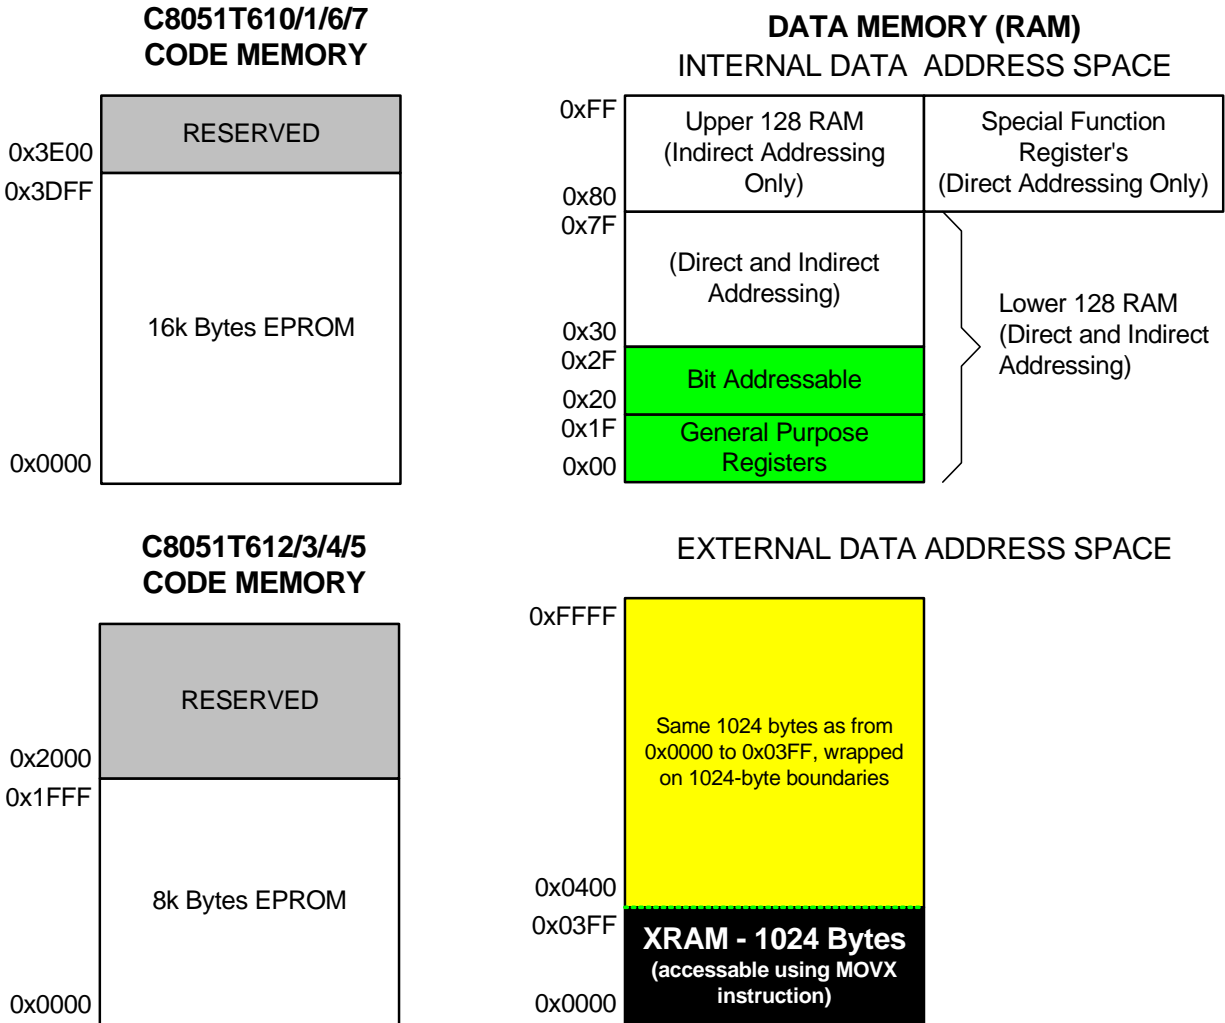 C8051T610/1/6/7
CODE MEMORY
RESERVED
0x3E00
0x3DFF
16k Bytes EPROM
0x0000
DATA MEMORY (RAM)
INTERNAL DATA ADDRESS SPACE
0xFF
Upper 128 RAM
(Indirect Addressing
Only)
Special Function
Register's
(Direct Addressing Only)
0x80
0x7F
(Direct and Indirect
Addressing)
0x30
0x2F
Bit Addressable
0x20
0x1F
General Purpose
Registers
0x00
Lower 128 RAM
(Direct and Indirect
Addressing)
C8051T612/3/4/5
CODE MEMORY
RESERVED
0x2000
0x1FFF
8k Bytes EPROM
0x0000
EXTERNAL DATA ADDRESS SPACE
0xFFFF
Same 1024 bytes as from
0x0000 to 0x03FF, wrapped
on 1024-byte boundaries
0x0400
0x03FF
XRAM - 1024 Bytes
(accessable using MOVX
instruction)
0x0000